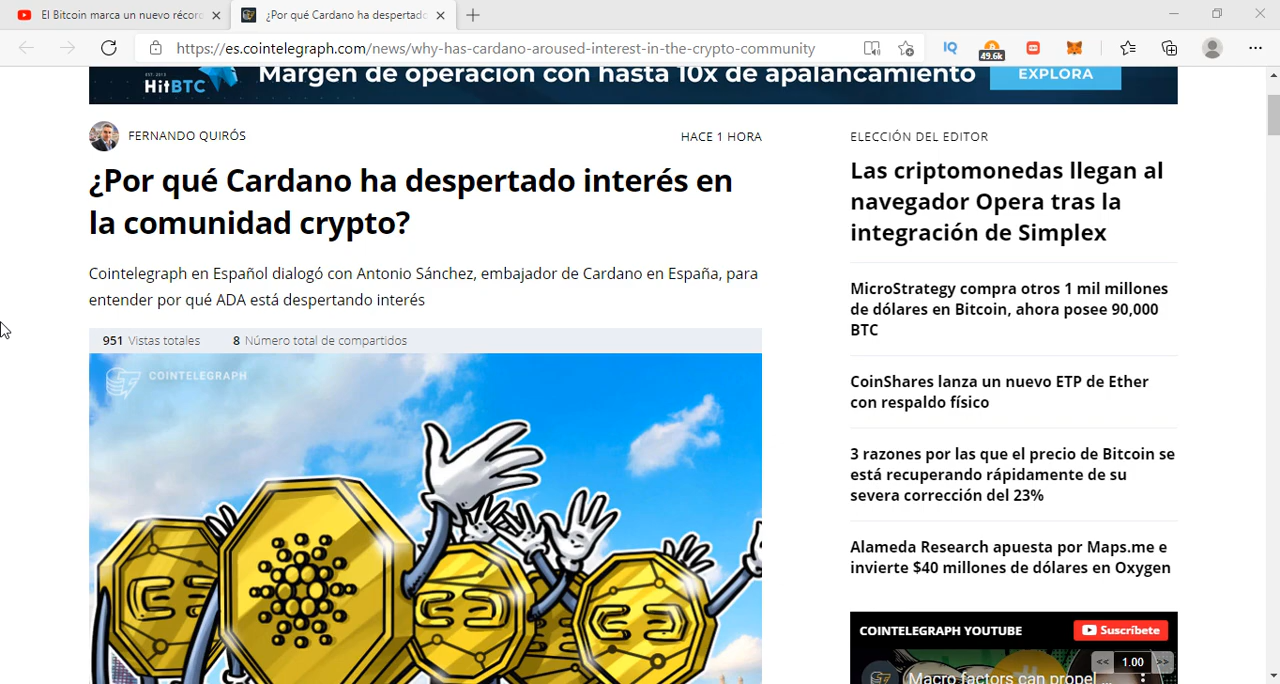 El Bitcoin marca un nuevo récor
¿Por qué Cardano ha despertado
https://es.cointelegraph.com/news/why-has-cardano-aroused-interest-in-the-crypto-community
IQ
49.6k
HitBTC
Margen de operación con hasta 10x de apalancamiento
EXPLORA
FERNANDO QUIRÓS
HACE 1 HORA
¿Por qué Cardano ha despertado interés en
la comunidad crypto?
Cointelegraph en Español dialogó con Antonio Sánchez, embajador de Cardano en España, para
entender por qué ADA está despertando interés
951 Vistas totales
8 Número total de compartidos
COINTELEGRAPH
ELECCIÓN DEL EDITOR
Las criptomonedas llegan al
navegador Opera tras la
integración de Simplex
MicroStrategy compra otros 1 mil millones
de dólares en Bitcoin, ahora posee 90,000
BTC
CoinShares lanza un nuevo ETP de Ether
con respaldo físico
3 razones por las que el precio de Bitcoin se
está recuperando rápidamente de su
severa corrección del 23%
Alameda Research apuesta por Maps.me e
invierte $40 millones de dólares en Oxygen
COINTELEGRAPH YOUTUBE
Suscríbete
<< 1.00 >>
Macro factors can propel ...